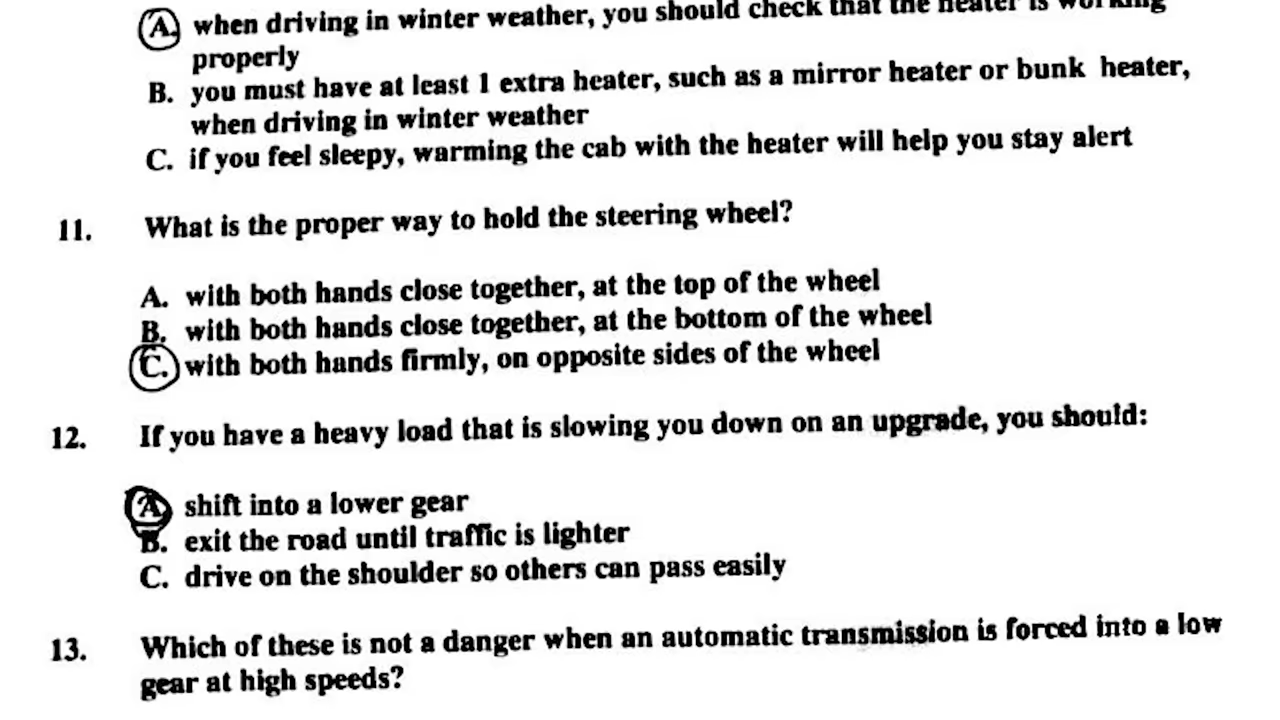 A. when driving in winter weather, you should check that the heater is working
properly
B. you must have at least 1 extra heater, such as a mirror heater or bunk heater,
when driving in winter weather
C. if you feel sleepy, warming the cab with the heater will help you stay alert
11. What is the proper way to hold the steering wheel?
A. with both hands close together, at the top of the wheel
B. with both hands close together, at the bottom of the wheel
C. with both hands firmly, on opposite sides of the wheel
12. If you have a heavy load that is slowing you down on an upgrade, you should:
A. shift into a lower gear
B. exit the road until traffic is lighter
C. drive on the shoulder so others can pass easily
13. Which of these is not a danger when an automatic transmission is forced into a low
gear at high speeds?